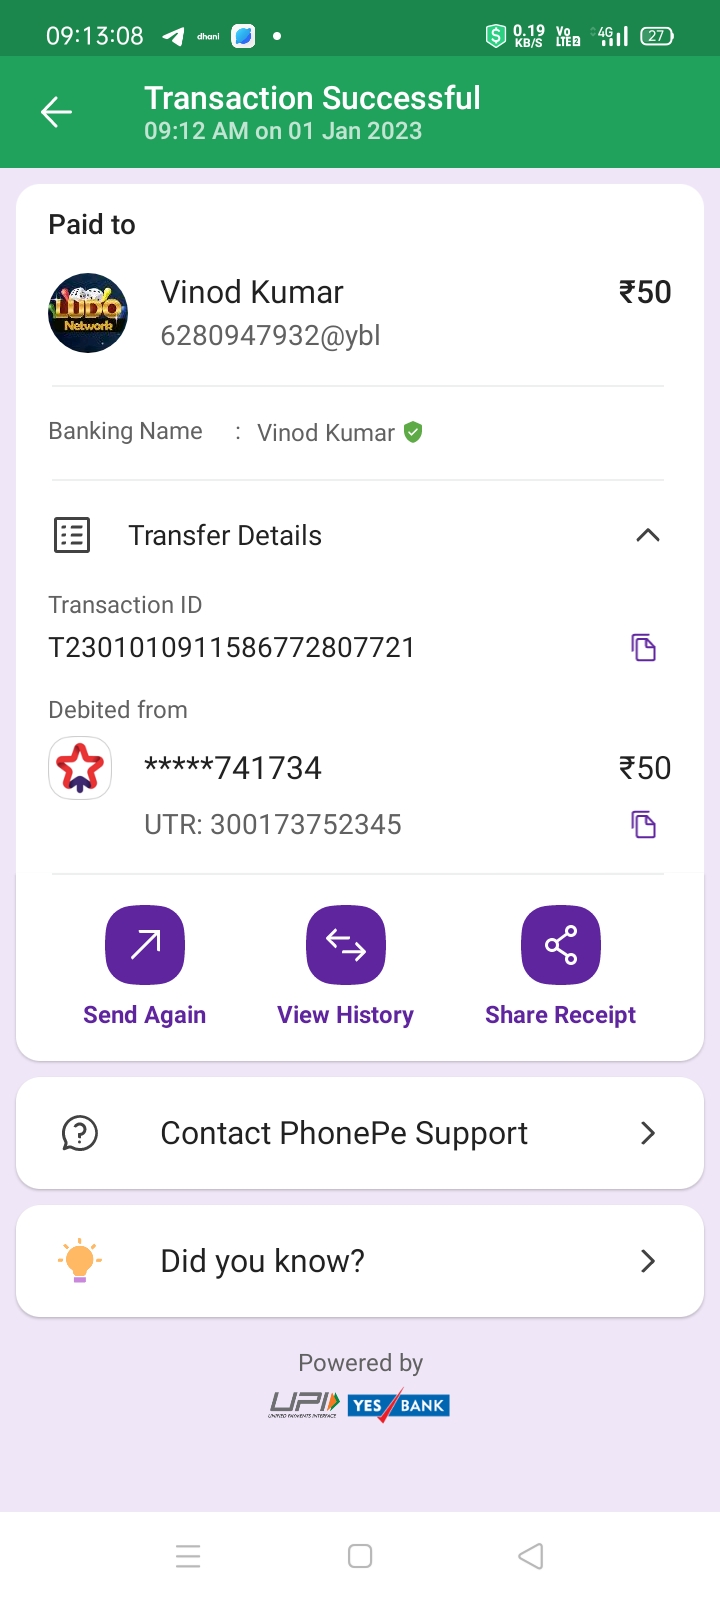 09:13:08 dhani $ 0.19 KB/S Vo LTE2 4G 27
Transaction Successful
09:12 AM on 01 Jan 2023
Paid to
LUDO Network
Vinod Kumar ₹50
6280947932@ybl
Banking Name : Vinod Kumar
Transfer Details
Transaction ID
T2301010911586772807721
Debited from
*****741734 ₹50
UTR: 300173752345
Send Again View History Share Receipt
Contact PhonePe Support
Did you know?
Powered by
UPI YES BANK
UNIFIED PAYMENTS INTERFACE